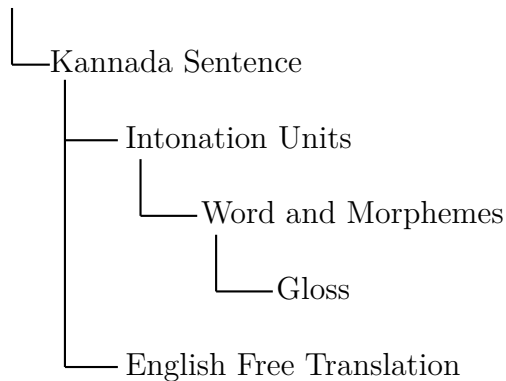 Kannada Sentence
Intonation Units
Word and Morphemes
Gloss
English Free Translation